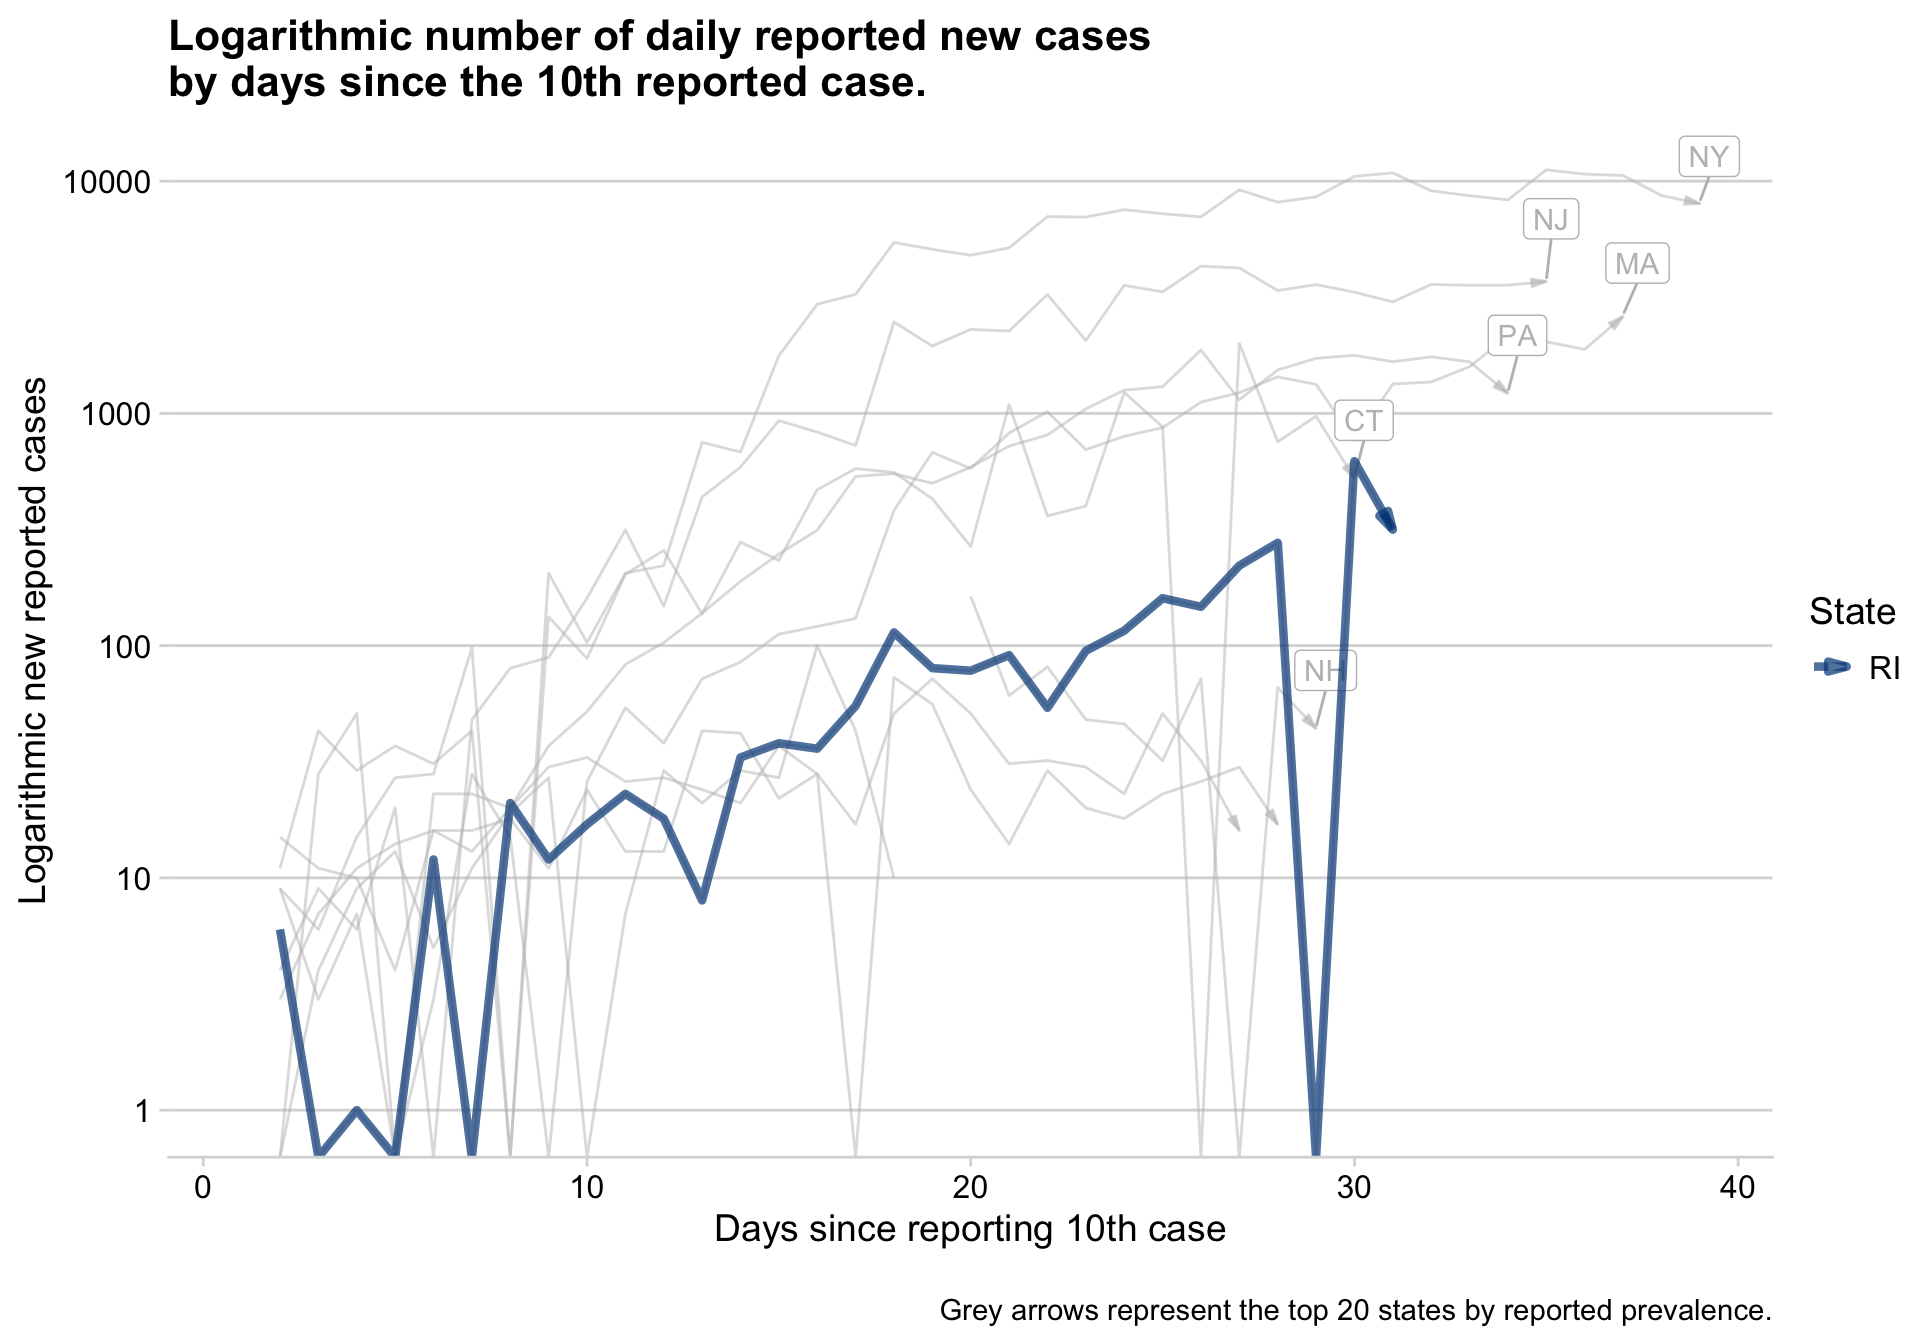 Logarithmic number of daily reported new cases
by days since the 10th reported case.
NY
10000
NJ
MA
PA
1000
CT
Logarithmic new reported cases
State
100
RI
NH
10
1
0
10
20
30
40
Days since reporting 10th case
Grey arrows represent the top 20 states by reported prevalence.